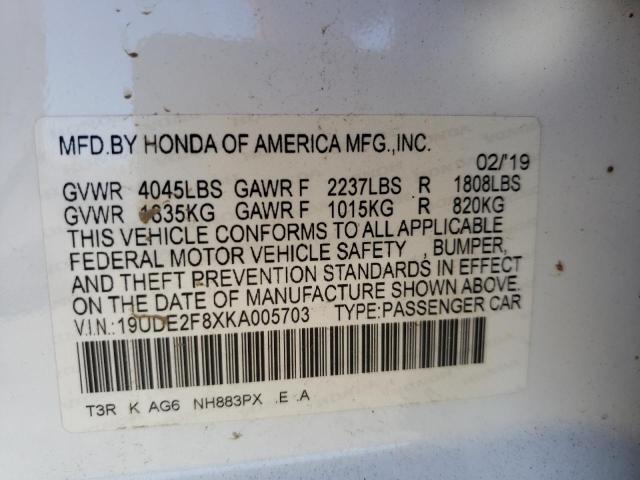 MFD.BY HONDA OF AMERICA MFG.,INC.
02/'19
GVWR 4045LBS GAWR F 2237LBS R 1808LBS
GVWR 1835KG GAWR F 1015KG R 820KG
THIS VEHICLE CONFORMS TO ALL APPLICABLE
FEDERAL MOTOR VEHICLE SAFETY , BUMPER,
AND THEFT PREVENTION STANDARDS IN EFFECT
ON THE DATE OF MANUFACTURE SHOWN ABOVE.
V.I.N.:19UDE2F8XKA005703 TYPE:PASSENGER CAR
T3R K AG6 NH883PX .E .A